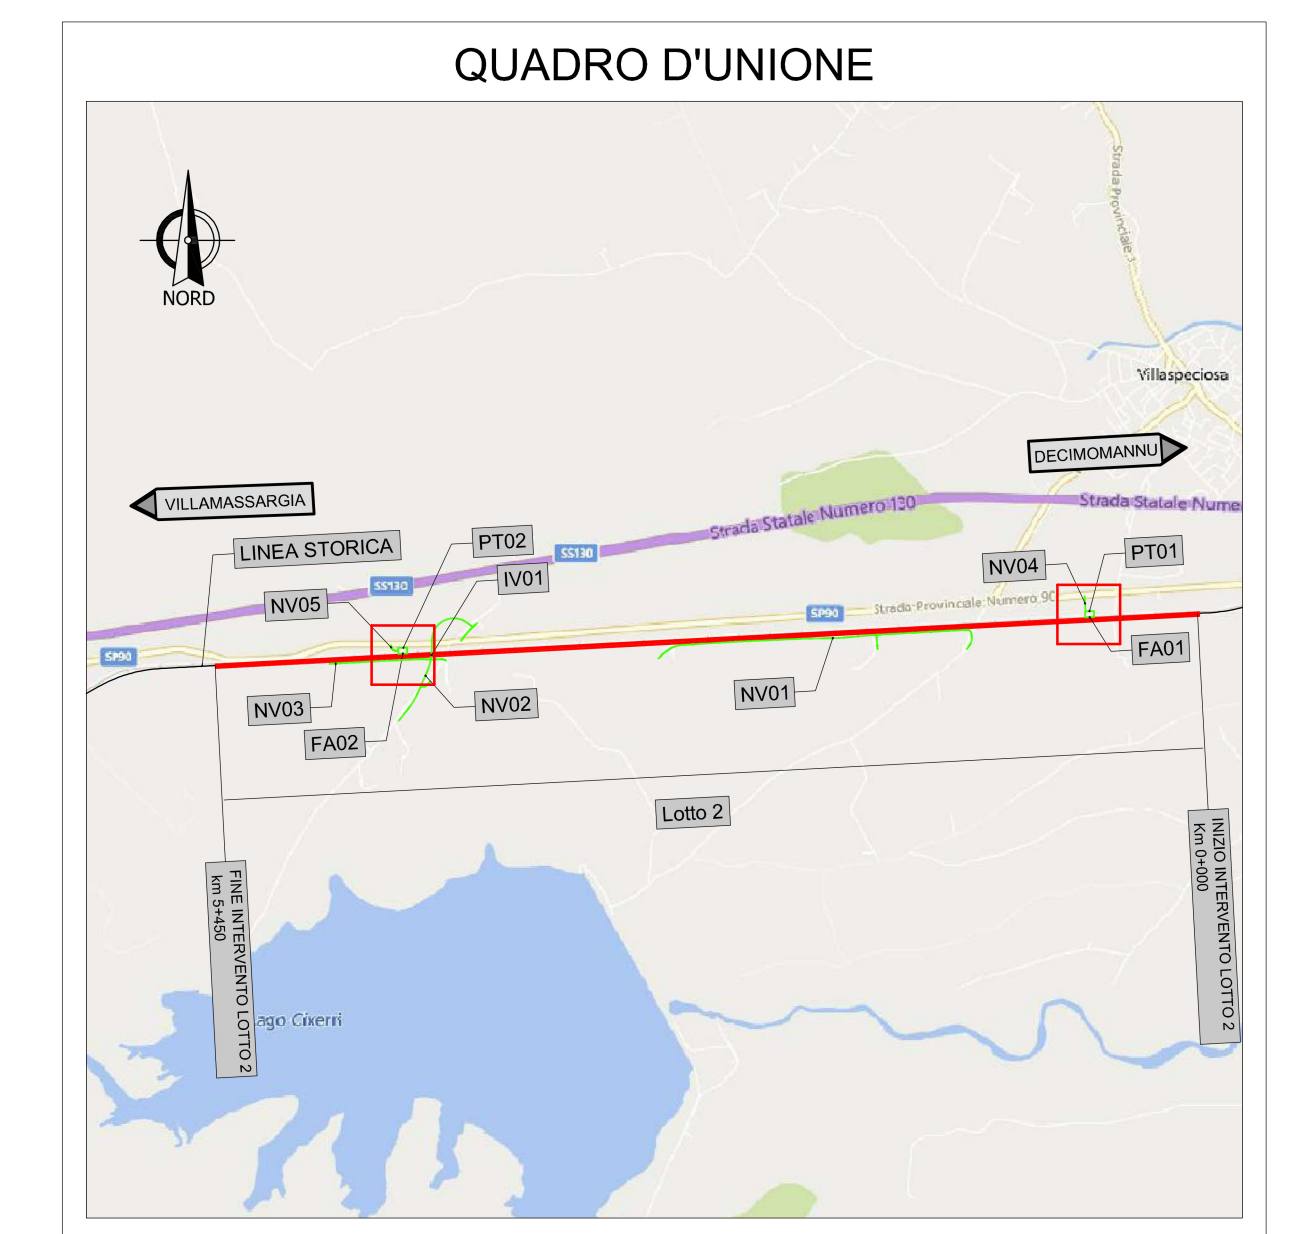 QUADRO D'UNIONE
NORD
Strada Provinciale 3
Villaspeciosa
DECIMOMANNU
VILLAMASSARGIA
Strada Statale Numero 130
Strada Statale Nume
LINEA STORICA
PT02
SS130
IV01
SS130
NV05
NV04
PT01
SP90
Strada Provinciale Numero 90
SP90
FA01
NV03
NV02
NV01
FA02
Lotto 2
FINE INTERVENTO LOTTO 2
km 5+450
INIZIO INTERVENTO LOTTO 2
Km 0+000
ago Cixerri